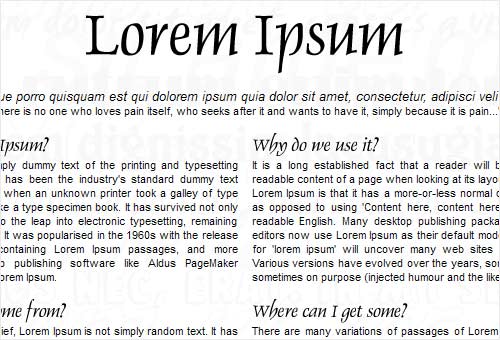 Lorem Ipsum
ue porro quisquam est qui dolorem ipsum quia dolor sit amet, consectetur, adipisci veli
here is no one who loves pain itself, who seeks after it and wants to have it, simply because it is pain..."
Ipsum?
ply dummy text of the printing and typesetting
has been the industry's standard dummy text
when an unknown printer took a galley of type
ke a type specimen book. It has survived not only
o the leap into electronic typesetting, remaining
It was popularised in the 1960s with the release
containing Lorem Ipsum passages, and more
p publishing software like Aldus PageMaker
orem Ipsum.
Why do we use it?
It is a long established fact that a reader will b
readable content of a page when looking at its layo
Lorem Ipsum is that it has a more-or-less normal
as opposed to using 'Content here, content here
readable English. Many desktop publishing packa
editors now use Lorem Ipsum as their default mode
for 'lorem ipsum' will uncover many web sites
Various versions have evolved over the years, so
sometimes on purpose (injected humour and the like
ome from?
ief, Lorem Ipsum is not simply random text. It has
Where can I get some?
There are many variations of passages of Lorem